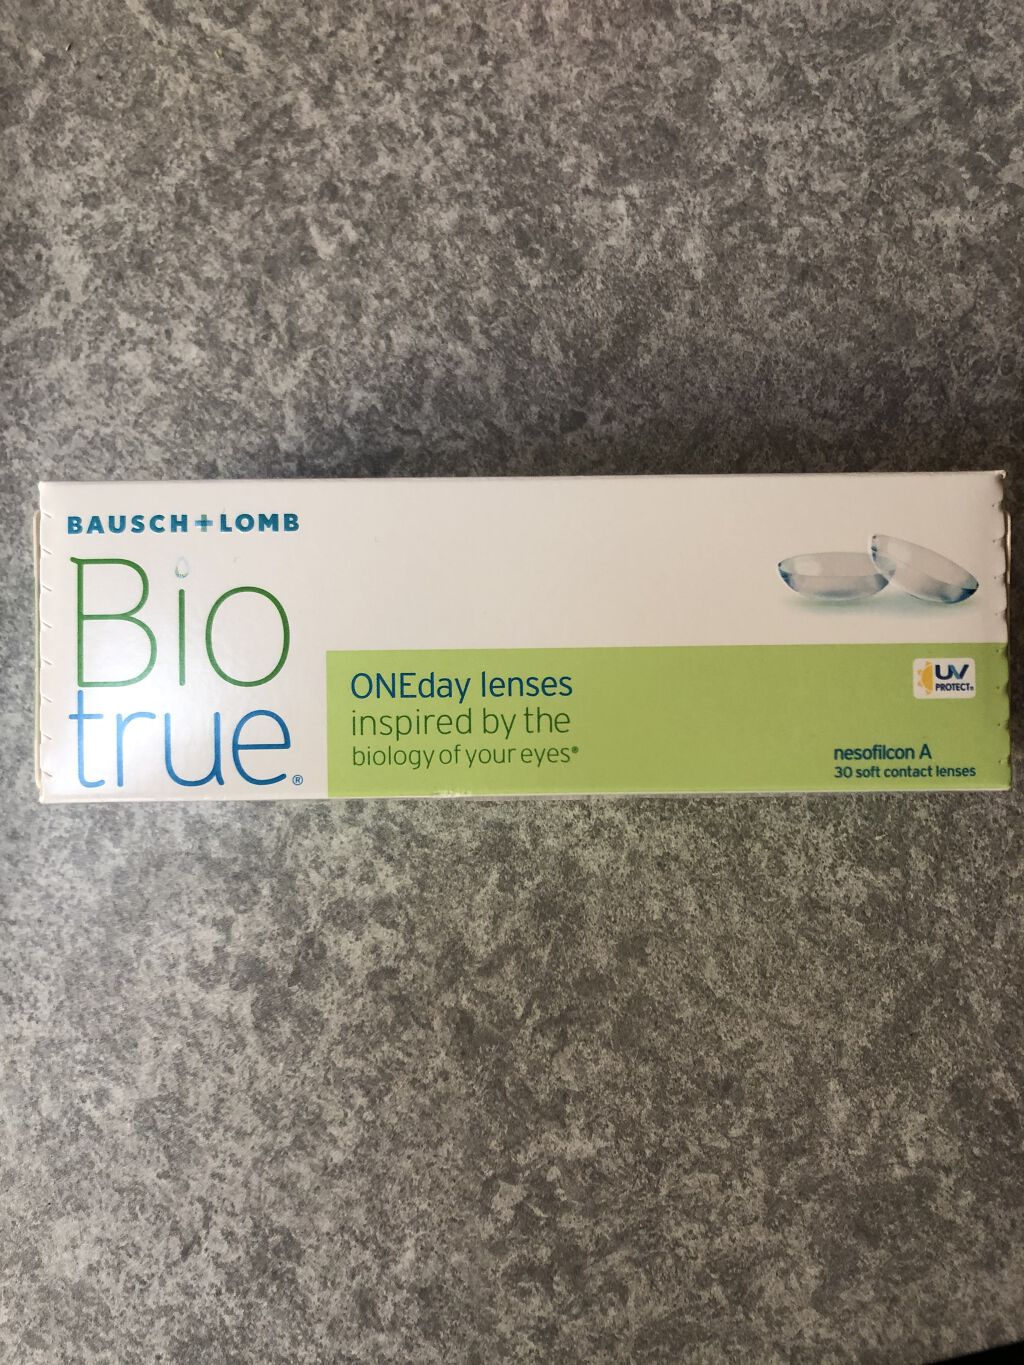 BAUSCH + LOMB
Bio
true®
ONEday lenses
inspired by the
biology of your eyes®
UV
PROTECT
nesofilcon A
30 soft contact lenses